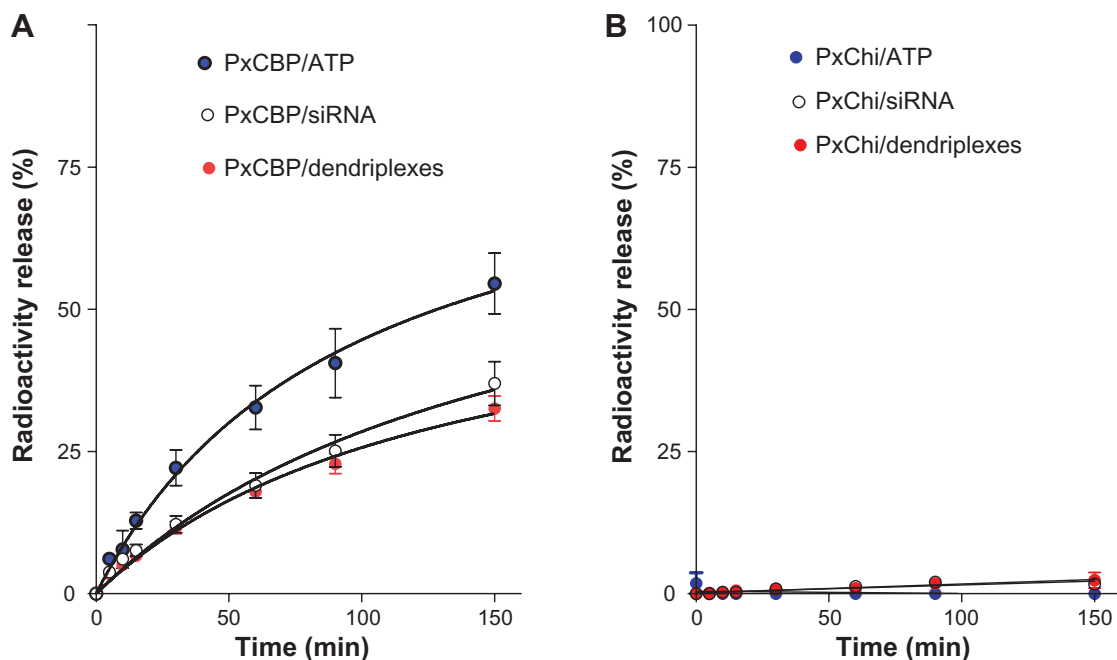 A
PxCBP/ATP
PxCBP/siRNA
PxCBP/dendriplexes
Radioactivity release (%)
75
50
25
0
0
50
100
150
Time (min)
B
PxChi/ATP
PxChi/siRNA
PxChi/dendriplexes
Radioactivity release (%)
100
75
50
25
0
0
50
100
150
Time (min)